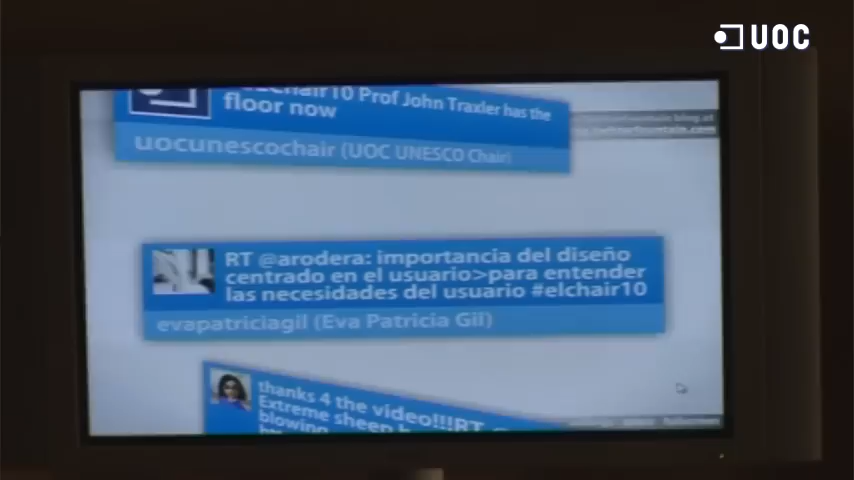 UOC
Prof John Traxler has the
floor now
uocunescochair (UOC UNESCO Chair)
RT @arodera: importancia del diseño
centrado en el usuario>para entender
las necesidades del usuario #elchair10
evapatriciagil (Eva Patricia Gil)
thanks 4 the video!!!RT
Extreme sheep
blowing